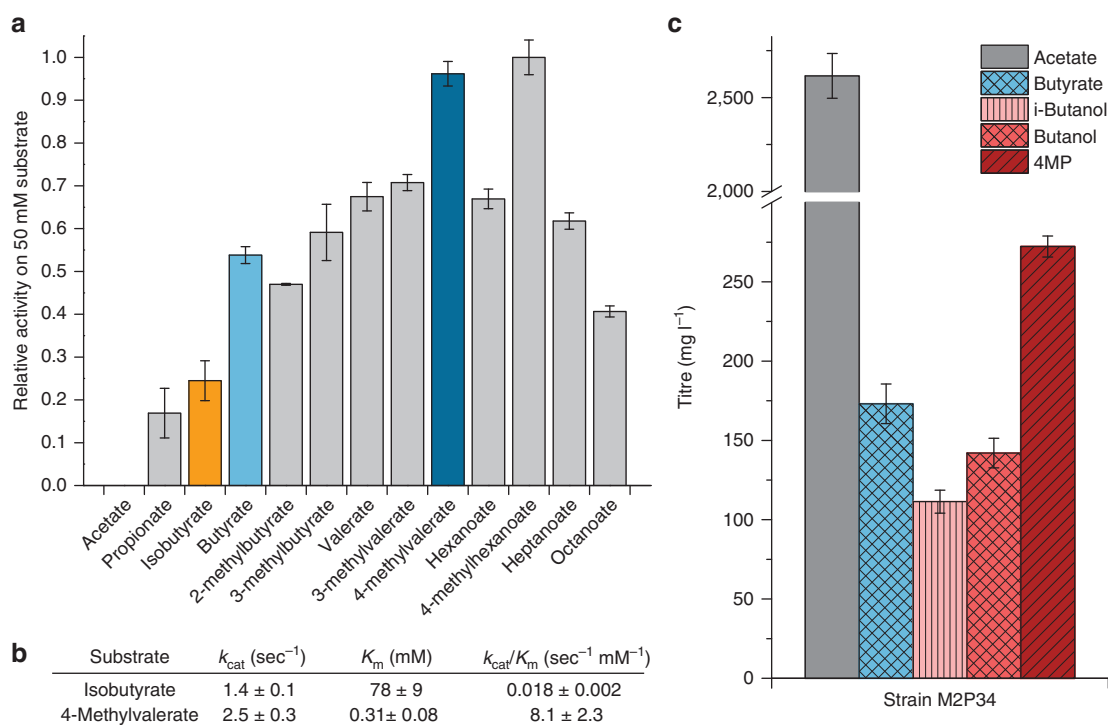 a
Relative activity on 50 mM substrate
1.0
0.9
0.8
0.7
0.6
0.5
0.4
0.3
0.2
0.1
0.0
Acetate
Propionate
Isobutyrate
Butyrate
2-methylbutyrate
3-methylbutyrate
Valerate
3-methylvalerate
4-methylvalerate
Hexanoate
4-methylhexanoate
Heptanoate
Octanoate
b
Substrate k_cat (sec⁻¹) K_m (mM) k_cat/K_m (sec⁻¹ mM⁻¹)
Isobutyrate 1.4 ± 0.1 78 ± 9 0.018 ± 0.002
4-Methylvalerate 2.5 ± 0.3 0.31± 0.08 8.1 ± 2.3
c
Titre (mg l⁻¹)
2,500
2,000
250
200
150
100
50
0
Acetate
Butyrate
i-Butanol
Butanol
4MP
Strain M2P34